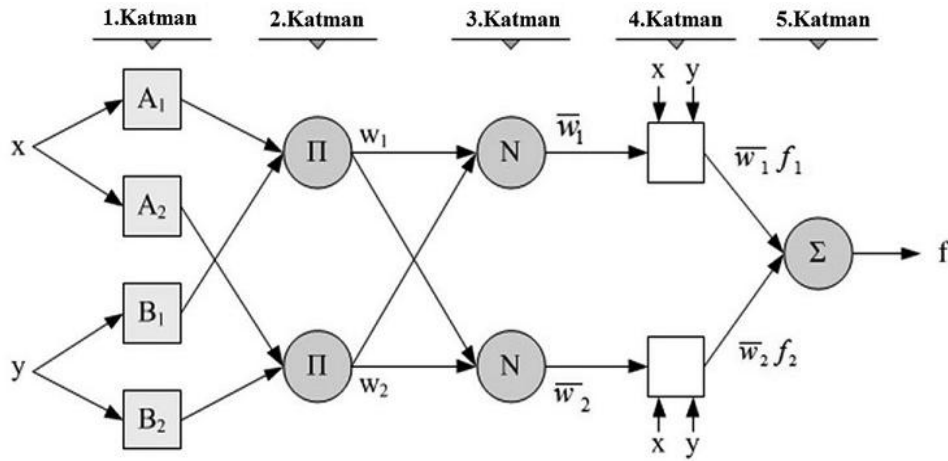 1.Katman 2.Katman 3.Katman 4.Katman 5.Katman
x y
A₁
w₁
w̅₁
x
Π
N
w̅₁ f₁
A₂
Σ
f
B₁
y
Π
N
w̅₂ f₂
w₂
w̅₂
B₂
x y